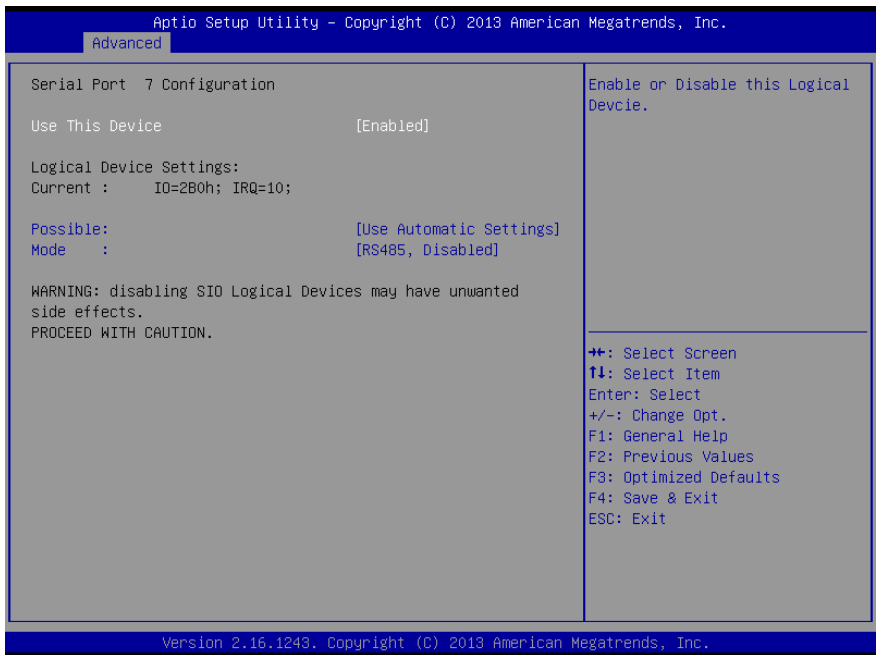 Aptio Setup Utility – Copyright (C) 2013 American Megatrends, Inc.
Advanced
Serial Port 7 Configuration
Use This Device [Enabled]
Logical Device Settings:
Current : IO=2B0h; IRQ=10;
Possible: [Use Automatic Settings]
Mode : [RS485, Disabled]
WARNING: disabling SIO Logical Devices may have unwanted
side effects.
PROCEED WITH CAUTION.
Enable or Disable this Logical
Devcie.
→←: Select Screen
↑↓: Select Item
Enter: Select
+/-: Change Opt.
F1: General Help
F2: Previous Values
F3: Optimized Defaults
F4: Save & Exit
ESC: Exit
Version 2.16.1243. Copyright (C) 2013 American Megatrends, Inc.